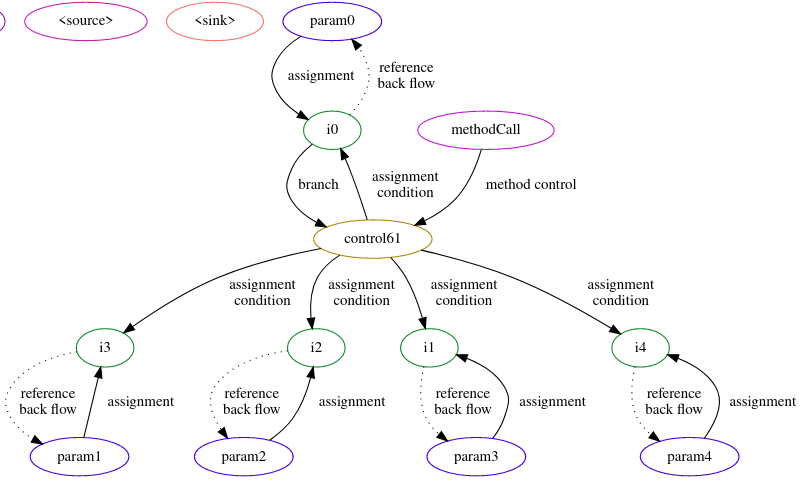 <source>
<sink>
param0
assignment
reference
back flow
i0
methodCall
branch
assignment
condition
method control
control61
assignment
condition
assignment
condition
assignment
condition
assignment
condition
i3
i2
i1
i4
reference
back flow
assignment
reference
back flow
assignment
reference
back flow
assignment
reference
back flow
assignment
param1
param2
param3
param4